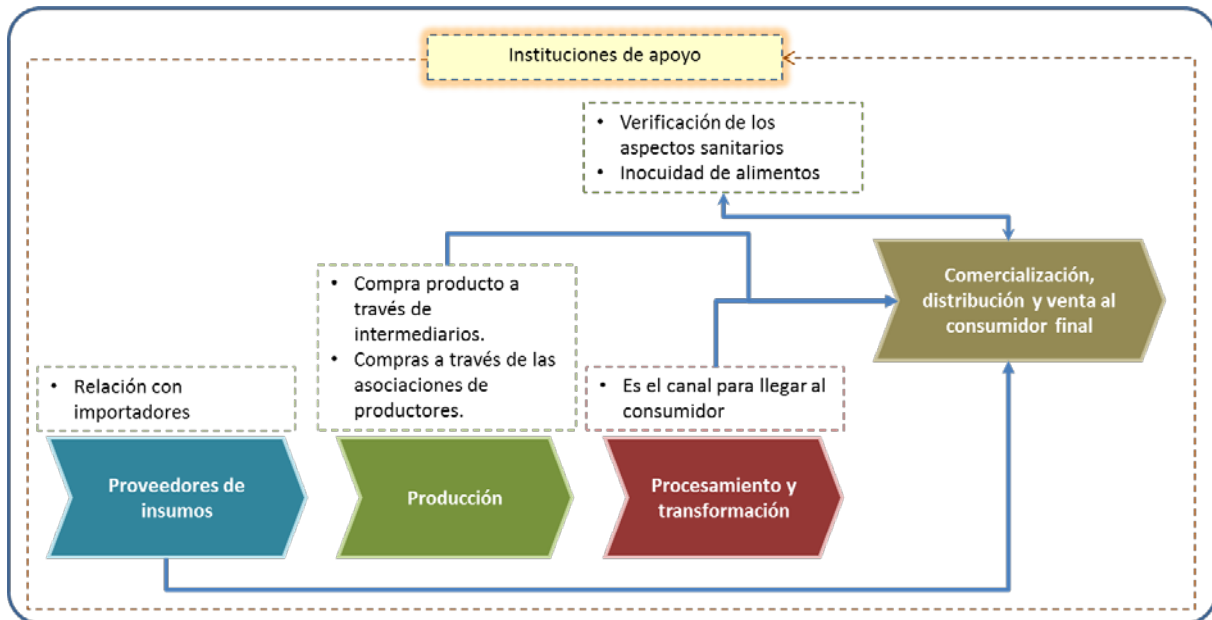 Instituciones de apoyo
• Verificación de los
aspectos sanitarios
• Inocuidad de alimentos
Comercialización,
distribución y venta al
consumidor final
• Compra producto a
través de
intermediarios.
• Compras a través de las
asociaciones de
productores.
• Relación con
importadores
• Es el canal para llegar al
consumidor
Proveedores de
insumos
Producción
Procesamiento y
transformación